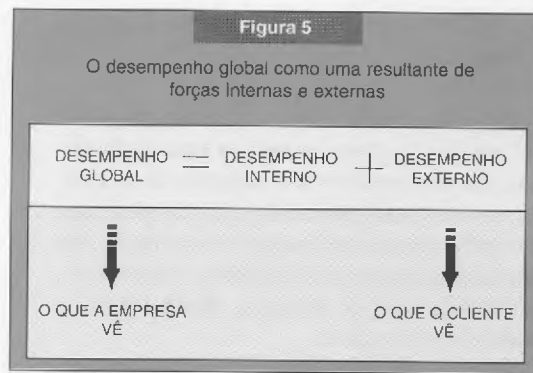 Figura 5
O desempenho global como uma resultante de
forças internas e externas
DESEMPENHO = DESEMPENHO + DESEMPENHO
GLOBAL INTERNO EXTERNO
O QUE A EMPRESA O QUE O CLIENTE
VÊ VÊ